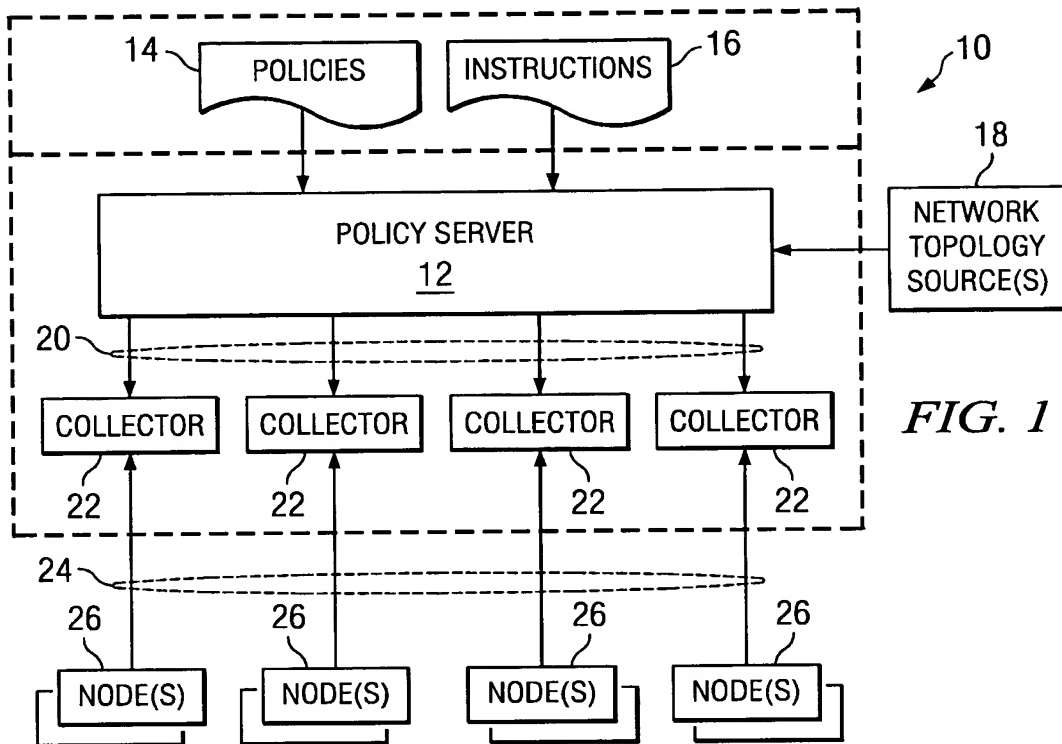 14
POLICIES
INSTRUCTIONS
16
10
18
NETWORK
TOPOLOGY
SOURCE(S)
POLICY SERVER
12
20
COLLECTOR
COLLECTOR
COLLECTOR
COLLECTOR
FIG. 1
22
22
22
22
24
26
26
26
26
NODE(S)
NODE(S)
NODE(S)
NODE(S)